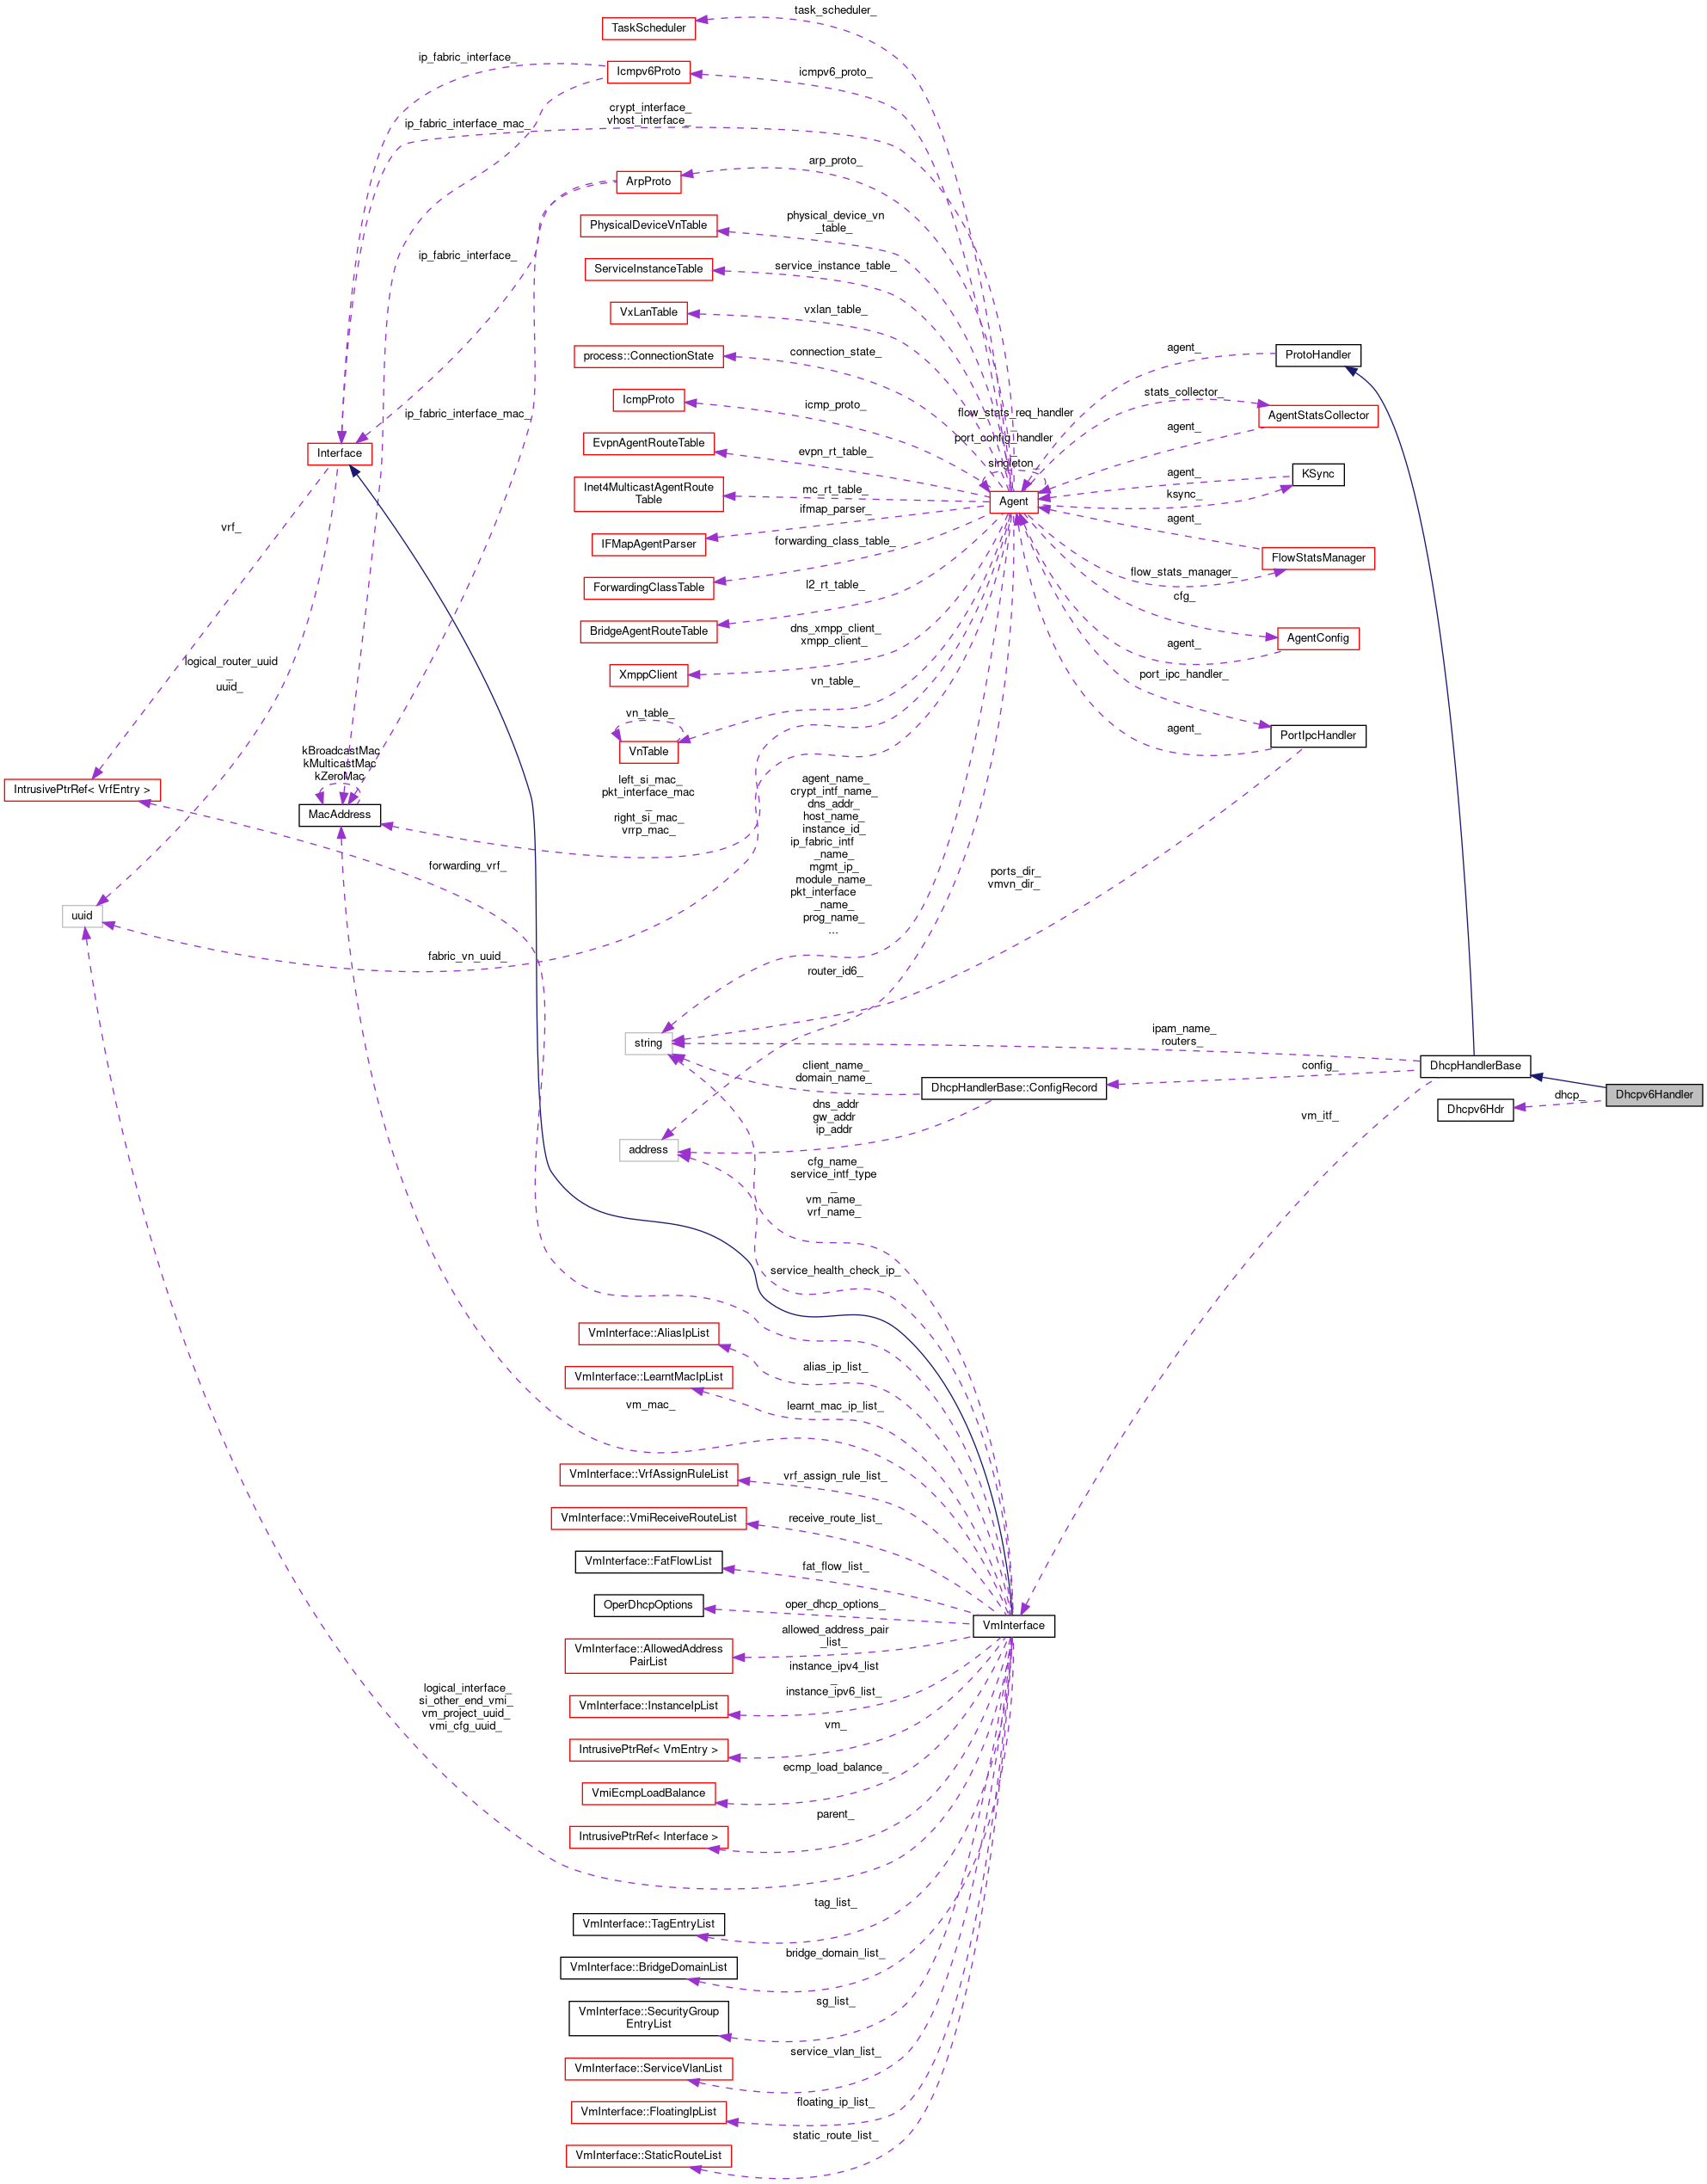 task_scheduler_
TaskScheduler
ip_fabric_interface_
Icmpv6Proto
icmpv6_proto_
crypt_interface_
vhost_interface_
ip_fabric_interface_mac_
arp_proto_
ArpProto
physical_device_vn
_table_
PhysicalDeviceVnTable
ip_fabric_interface_
service_instance_table_
ServiceInstanceTable
vxlan_table_
VxLanTable
connection_state_
process::ConnectionState
agent_
ProtoHandler
stats_collector_
AgentStatsCollector
icmp_proto_
IcmpProto
ip_fabric_interface_mac_
flow_stats_req_handler
_
port_config_handler
_
singleton_
agent_
Interface
EvpnAgentRouteTable
evpn_rt_table_
agent_
KSync
ksync_
Inet4MulticastAgentRoute
Table
mc_rt_table_
Agent
ifmap_parser_
agent_
vrf_
IFMapAgentParser
forwarding_class_table_
FlowStatsManager
flow_stats_manager_
ForwardingClassTable
l2_rt_table_
cfg_
BridgeAgentRouteTable
dns_xmpp_client_
xmpp_client_
AgentConfig
agent_
logical_router_uuid
_
uuid_
XmppClient
vn_table_
port_ipc_handler_
vn_table_
VnTable
agent_
PortIpcHandler
kBroadcastMac
kMulticastMac
kZeroMac
IntrusivePtrRef< VrfEntry >
MacAddress
left_si_mac_
pkt_interface_mac
_
right_si_mac_
vrrp_mac_
agent_name_
crypt_intf_name_
dns_addr_
host_name_
instance_id_
ip_fabric_intf
_name_
mgmt_ip_
module_name_
pkt_interface
_name_
prog_name_
...
forwarding_vrf_
ports_dir_
vmvn_dir_
uuid
fabric_vn_uuid_
router_id6_
string
ipam_name_
routers_
client_name_
domain_name_
DhcpHandlerBase::ConfigRecord
config_
DhcpHandlerBase
dhcp_
Dhcpv6Handler
Dhcpv6Hdr
dns_addr
gw_addr
ip_addr
vm_itf_
address
cfg_name_
service_intf_type
_
vm_name_
vrf_name_
service_health_check_ip_
VmInterface::AliasIpList
alias_ip_list_
VmInterface::LearntMacIpList
learnt_mac_ip_list_
vm_mac_
VmInterface::VrfAssignRuleList
vrf_assign_rule_list_
VmInterface::VmiReceiveRouteList
receive_route_list_
VmInterface::FatFlowList
fat_flow_list_
OperDhcpOptions
oper_dhcp_options_
VmInterface
allowed_address_pair
_list_
VmInterface::AllowedAddress
PairList
instance_ipv4_list
_
instance_ipv6_list_
VmInterface::InstanceIpList
logical_interface_
si_other_end_vmi_
vm_project_uuid_
vmi_cfg_uuid_
vm_
IntrusivePtrRef< VmEntry >
ecmp_load_balance_
VmiEcmpLoadBalance
parent_
IntrusivePtrRef< Interface >
tag_list_
VmInterface::TagEntryList
bridge_domain_list_
VmInterface::BridgeDomainList
sg_list_
VmInterface::SecurityGroup
EntryList
service_vlan_list_
VmInterface::ServiceVlanList
floating_ip_list_
VmInterface::FloatingIpList
static_route_list_
VmInterface::StaticRouteList